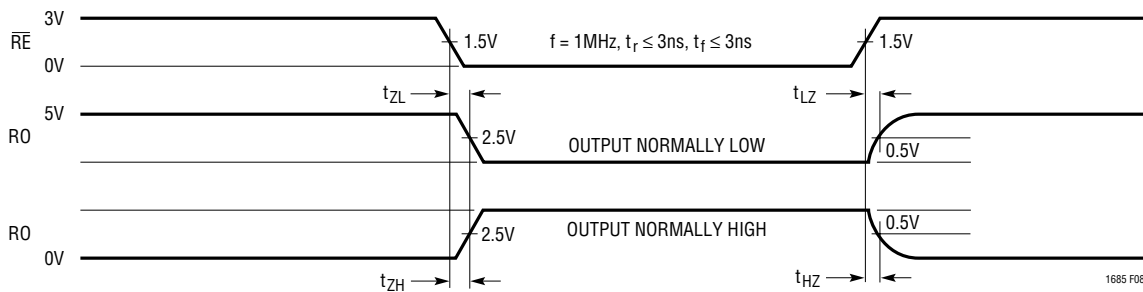 3V
RE
0V
1.5V
f = 1MHz, tr ≤ 3ns, tf ≤ 3ns
1.5V
tZL
tLZ
5V
RO
2.5V
OUTPUT NORMALLY LOW
0.5V
RO
0V
2.5V
OUTPUT NORMALLY HIGH
0.5V
tZH
tHZ
1685 F08